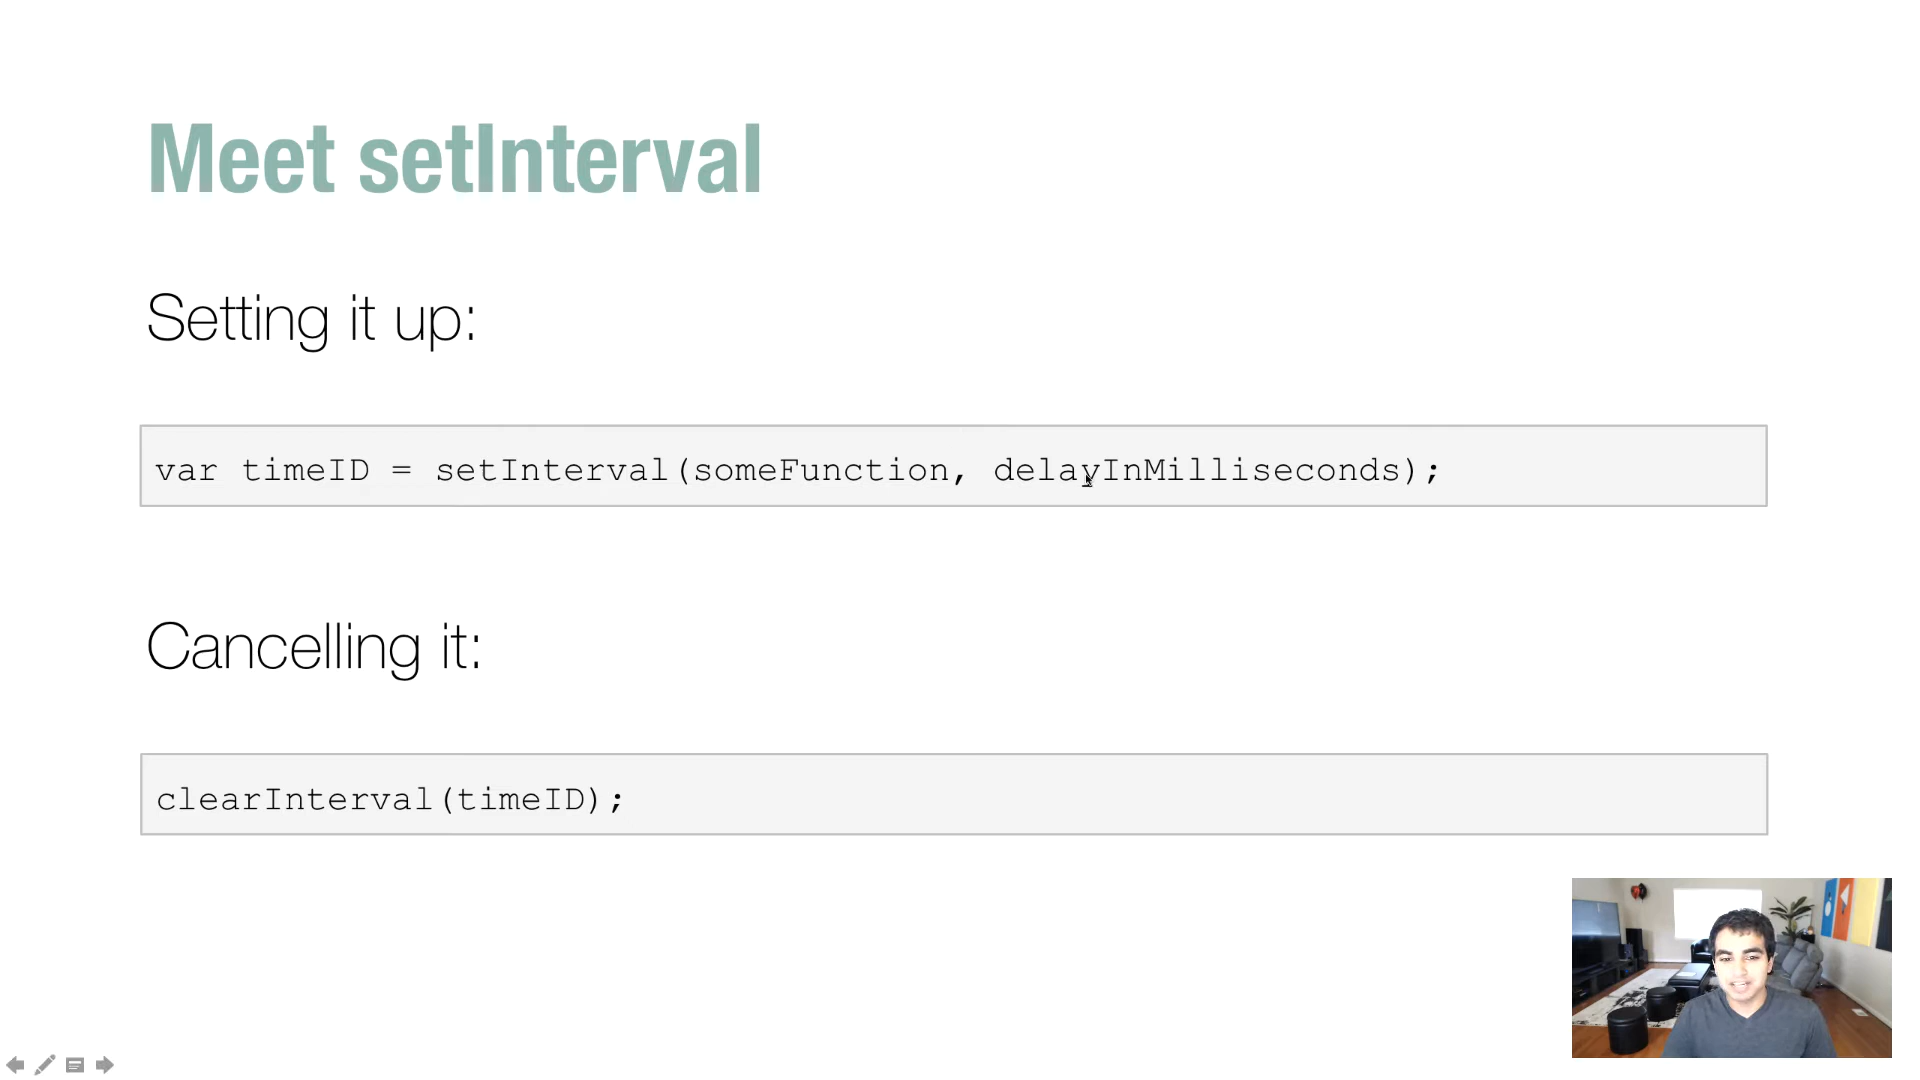 Meet setInterval
Setting it up:
var timeID = setInterval(someFunction, delayInMilliseconds);
Cancelling it:
clearInterval(timeID);